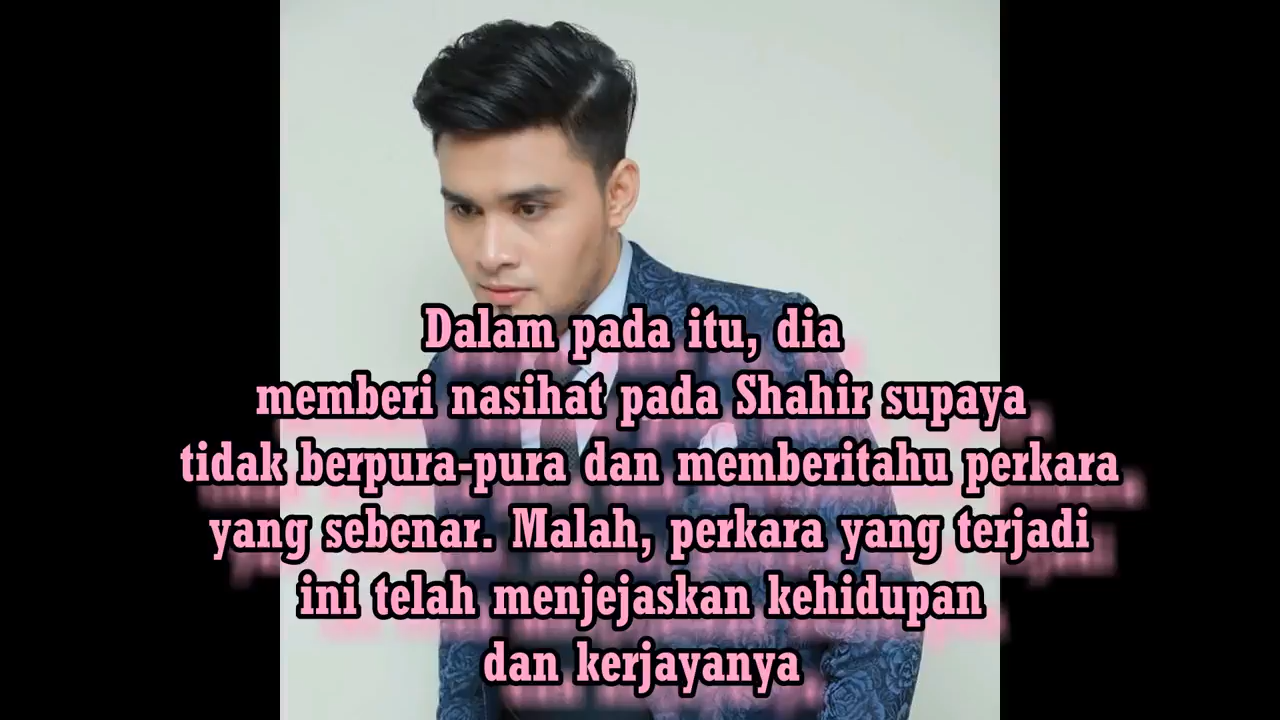 Dalam pada itu, dia
memberi nasihat pada Shahir supaya
tidak berpura-pura dan memberitahu perkara
yang sebenar. Malah, perkara yang terjadi
ini telah menjejaskan kehidupan
dan kerjayanya